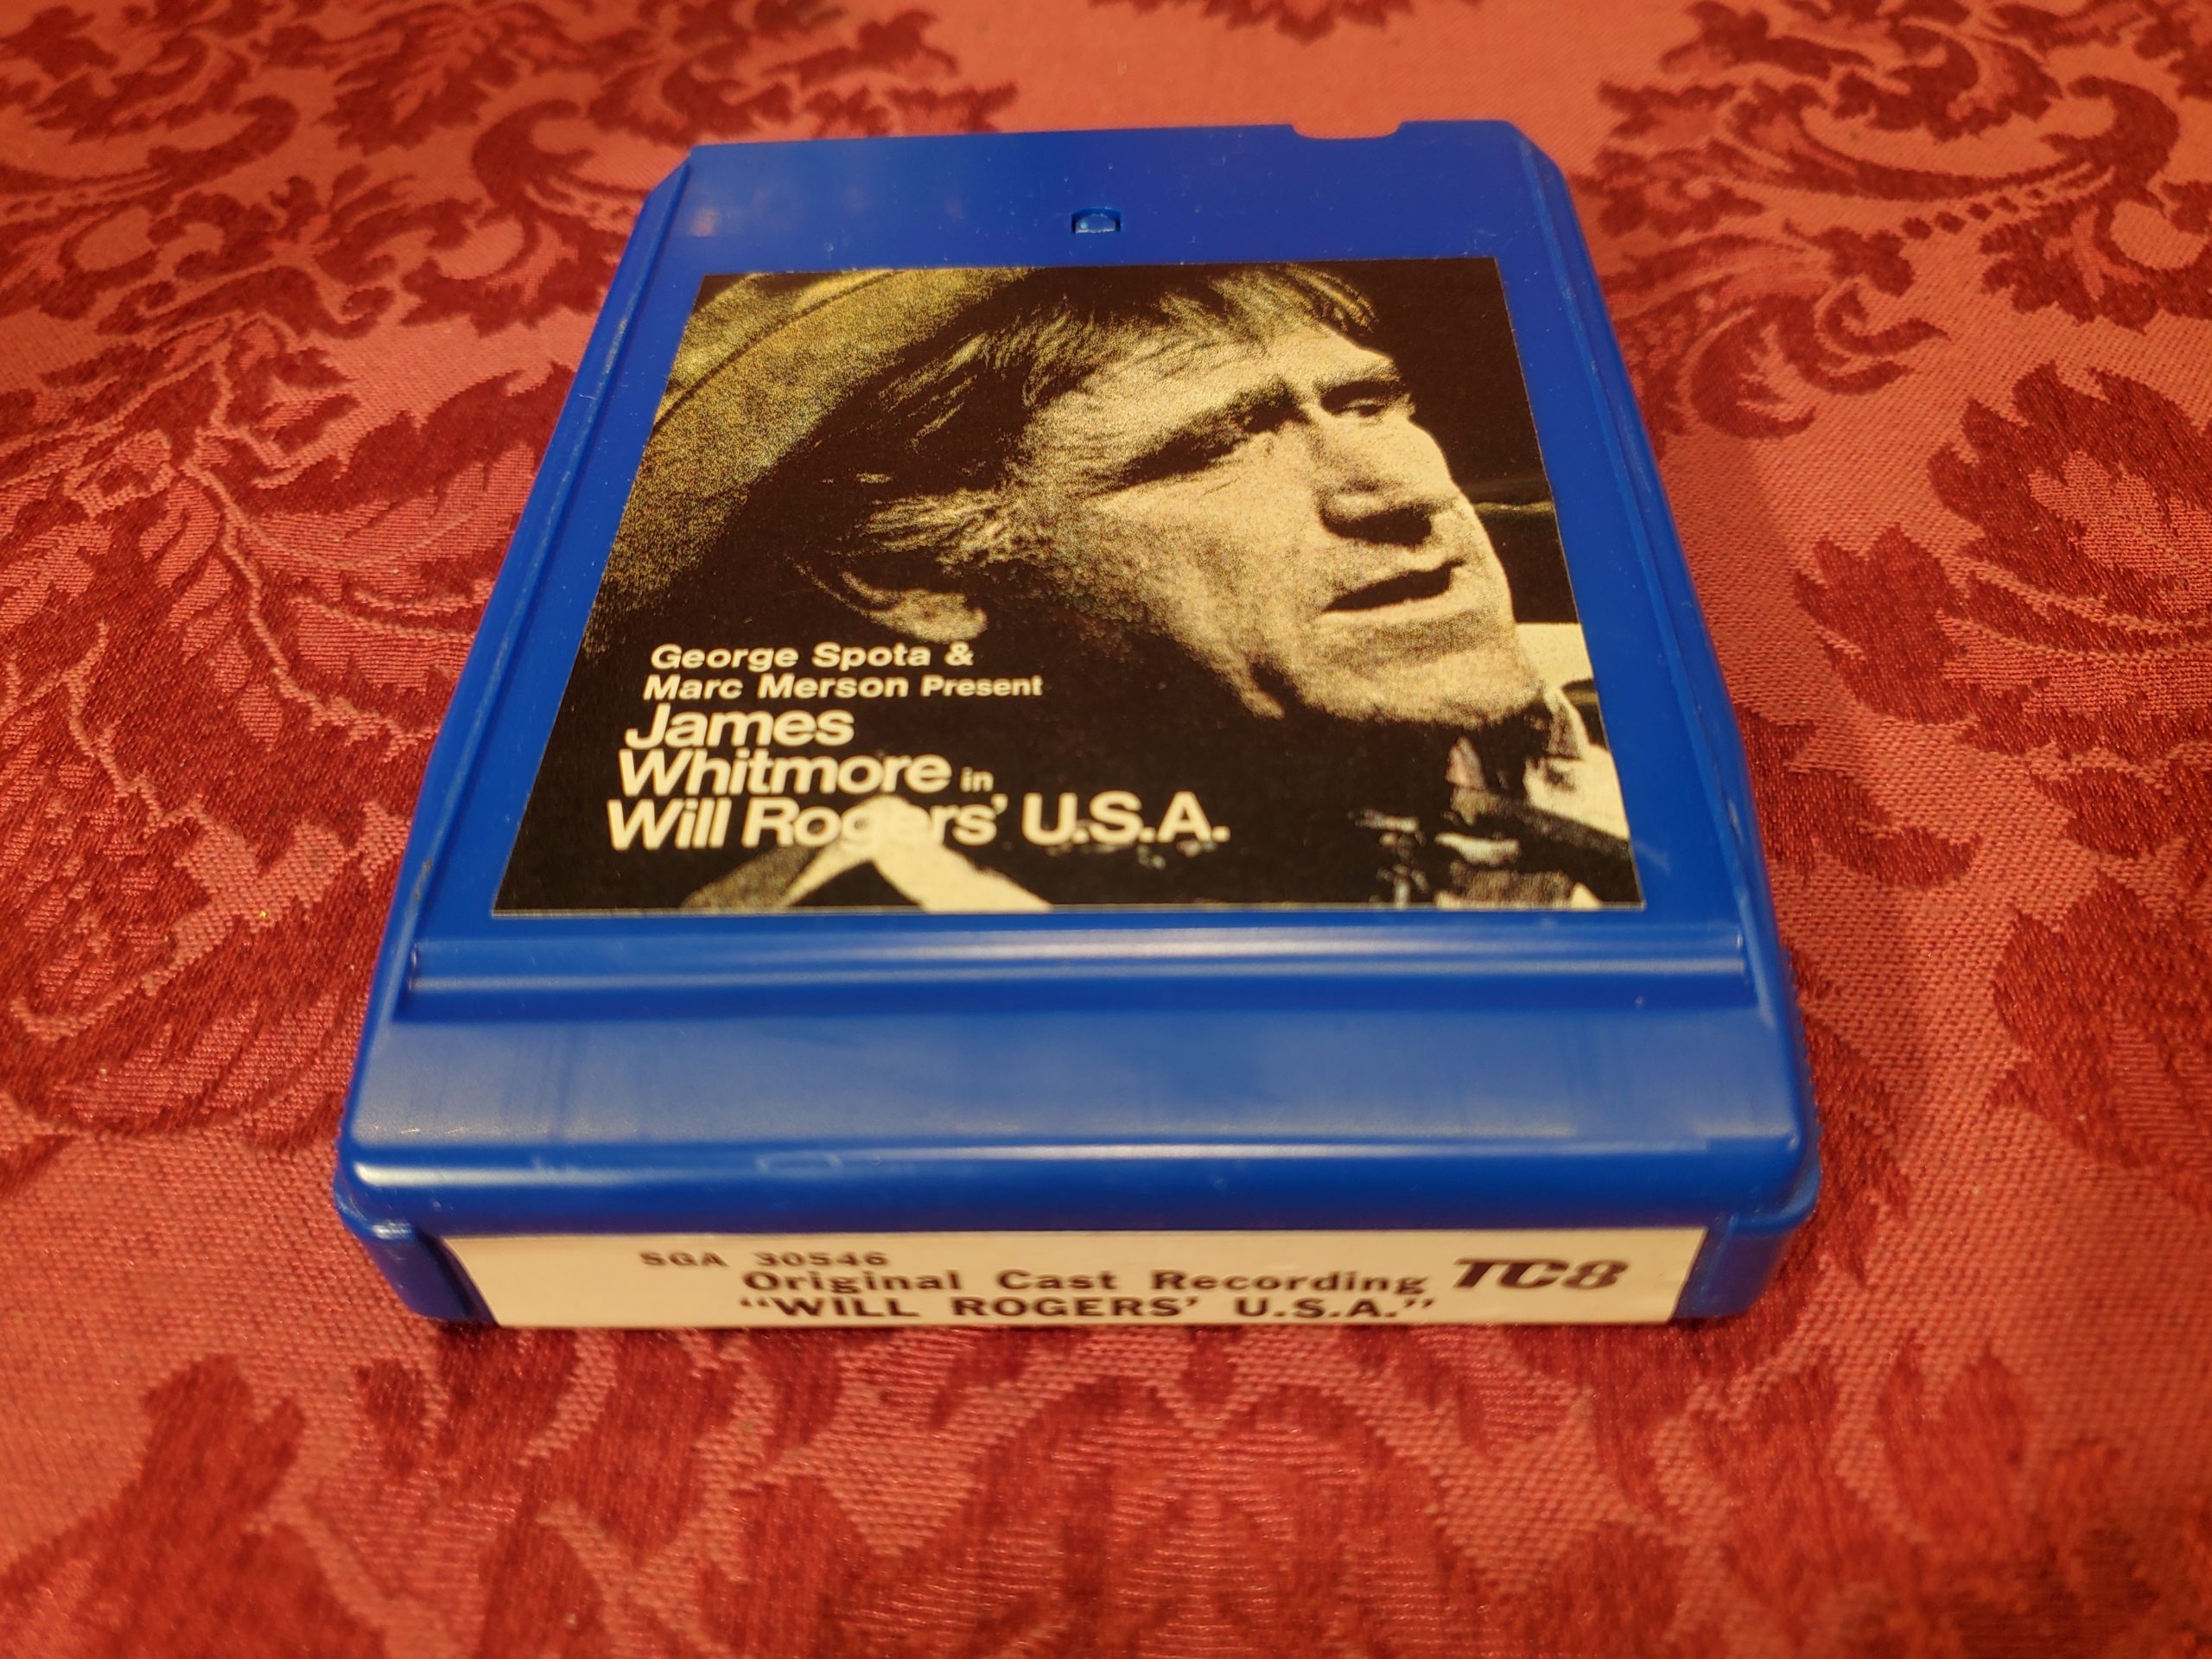 George Spota &
Marc Merson Present
James
Whitmore in
Will Rogers' U.S.A.
SGA 30546
Original Cast Recording TC8
“WILL ROGERS' U.S.A.”